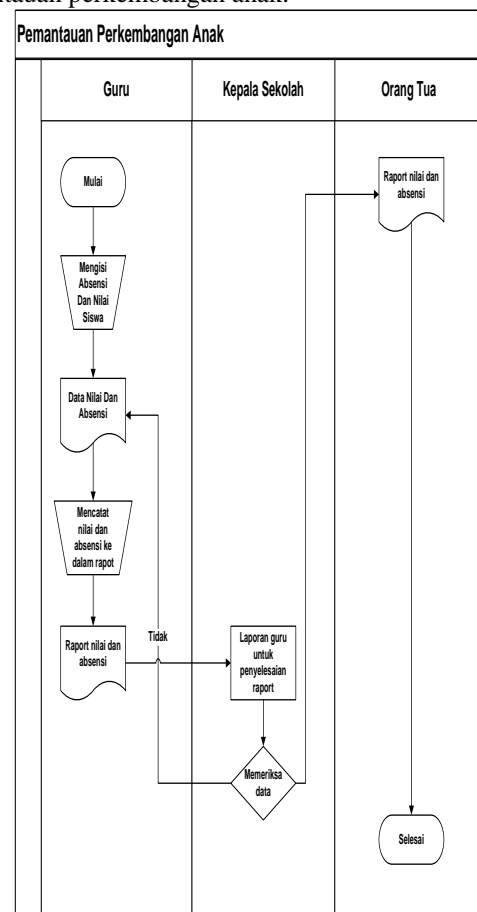 perkembangan anak.
Pemantauan Perkembangan Anak
Guru
Kepala Sekolah
Orang Tua
Mulai
Mengisi
Absensi
Dan Nilai
Siswa
Data Nilai Dan
Absensi
Mencatat
nilai dan
absensi ke
dalam rapot
Raport nilai dan
absensi
Tidak
Laporan guru
untuk
penyelesaian
raport
Memeriksa
data
Raport nilai dan
absensi
Selesai